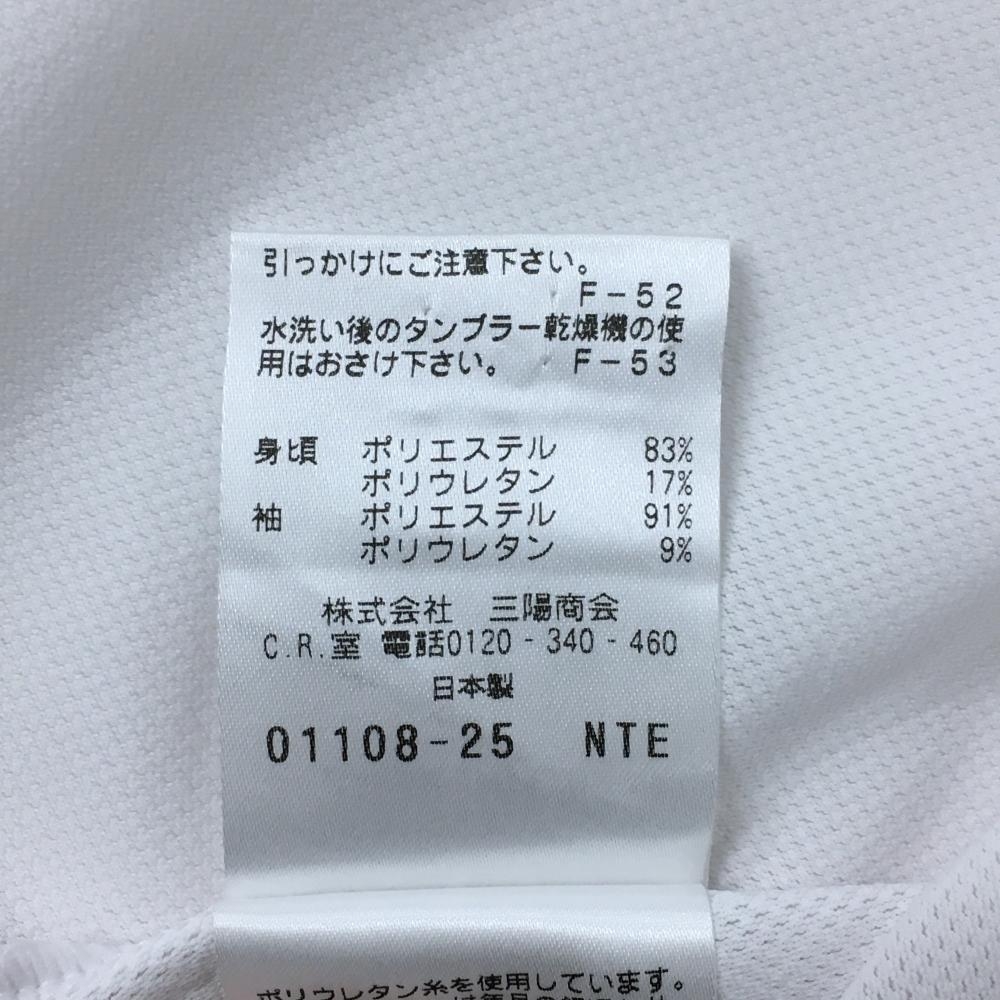 引っかけにご注意下さい。
F-52
水洗い後のタンブラー乾燥機の使
用はおさけ下さい。 F-53
身頃 ポリエステル 83%
ポリウレタン 17%
袖 ポリエステル 91%
ポリウレタン 9%
株式会社 三陽商会
C.R.室 電話0120-340-460
日本製
01108-25 NTE
ポリウレタン糸を使用しています。